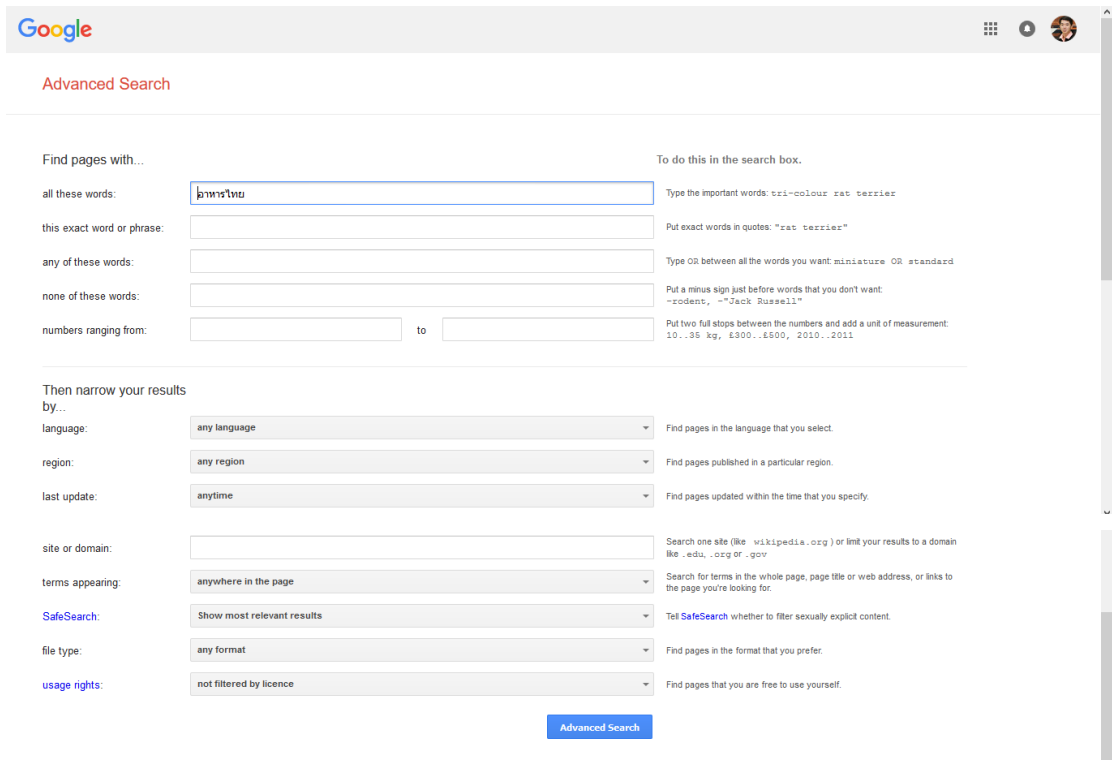 Google
Advanced Search
Find pages with...
To do this in the search box.
all these words:
อาหารไทย
Type the important words: tri-colour rat terrier
this exact word or phrase:
Put exact words in quotes: "rat terrier"
any of these words:
Type OR between all the words you want: miniature OR standard
none of these words:
Put a minus sign just before words that you don't want:
-rodent, -"Jack Russell"
numbers ranging from:
to
Put two full stops between the numbers and add a unit of measurement:
10..35 kg, £300..£500, 2010..2011
Then narrow your results
by...
language:
any language
Find pages in the language that you select.
region:
any region
Find pages published in a particular region.
last update:
anytime
Find pages updated within the time that you specify.
site or domain:
Search one site (like wikipedia.org ) or limit your results to a domain
like .edu, .org or .gov
terms appearing:
anywhere in the page
Search for terms in the whole page, page title or web address, or links to
the page you're looking for.
SafeSearch:
Show most relevant results
Tell SafeSearch whether to filter sexually explicit content.
file type:
any format
Find pages in the format that you prefer.
usage rights:
not filtered by licence
Find pages that you are free to use yourself.
Advanced Search